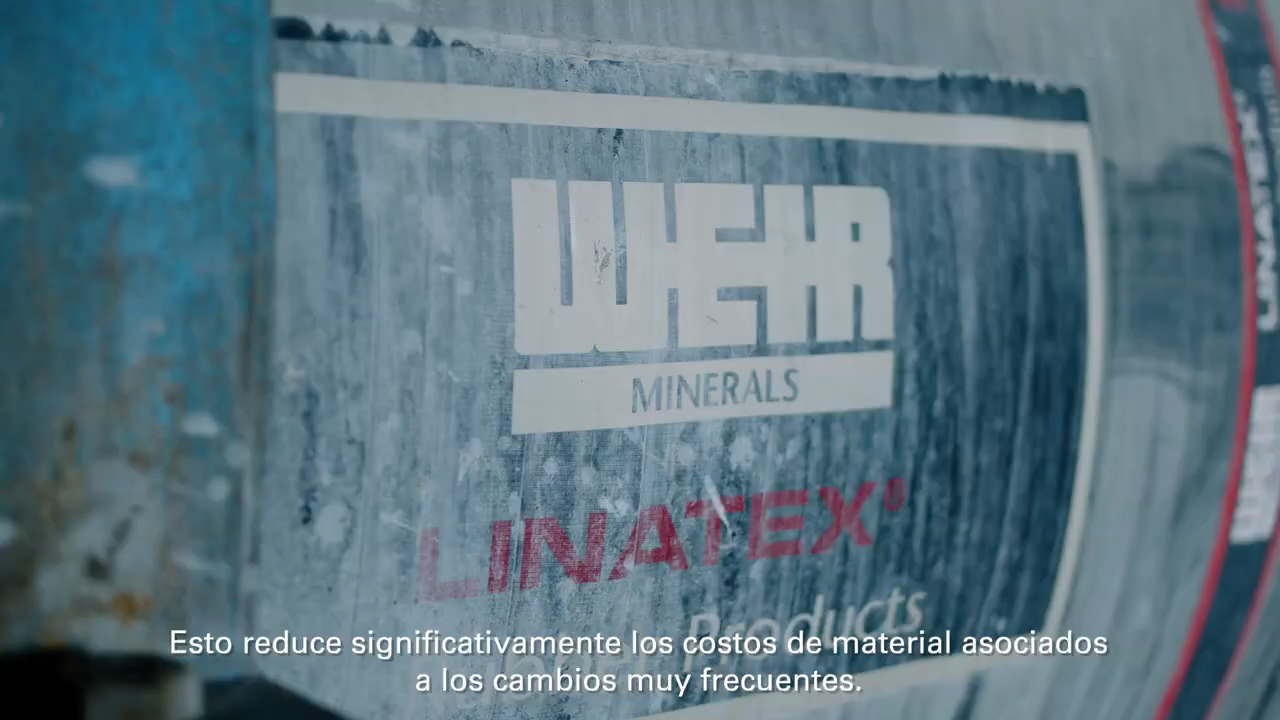 WEIR
MINERALS
LINATEX®
Products
Esto reduce significativamente los costos de material asociados
a los cambios muy frecuentes.